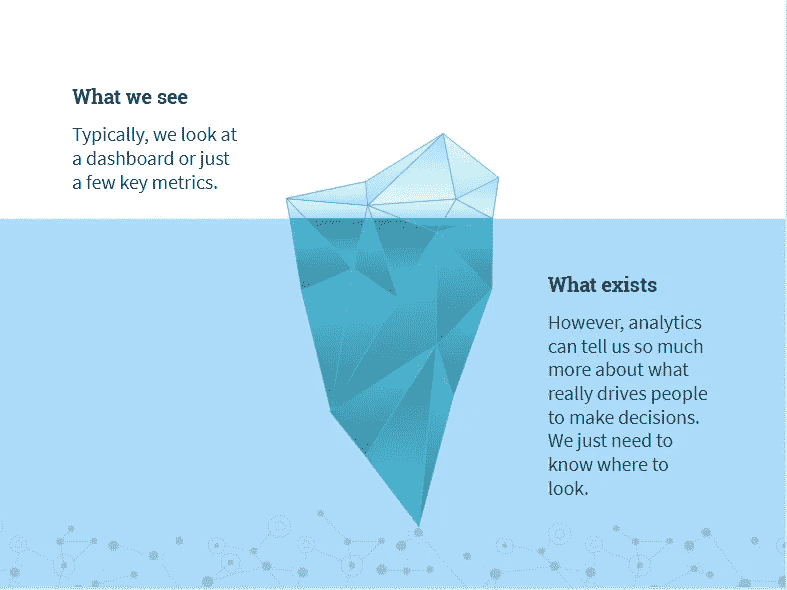 What we see
Typically, we look at
a dashboard or just
a few key metrics.
What exists
However, analytics
can tell us so much
more about what
really drives people
to make decisions.
We just need to
know where to
look.